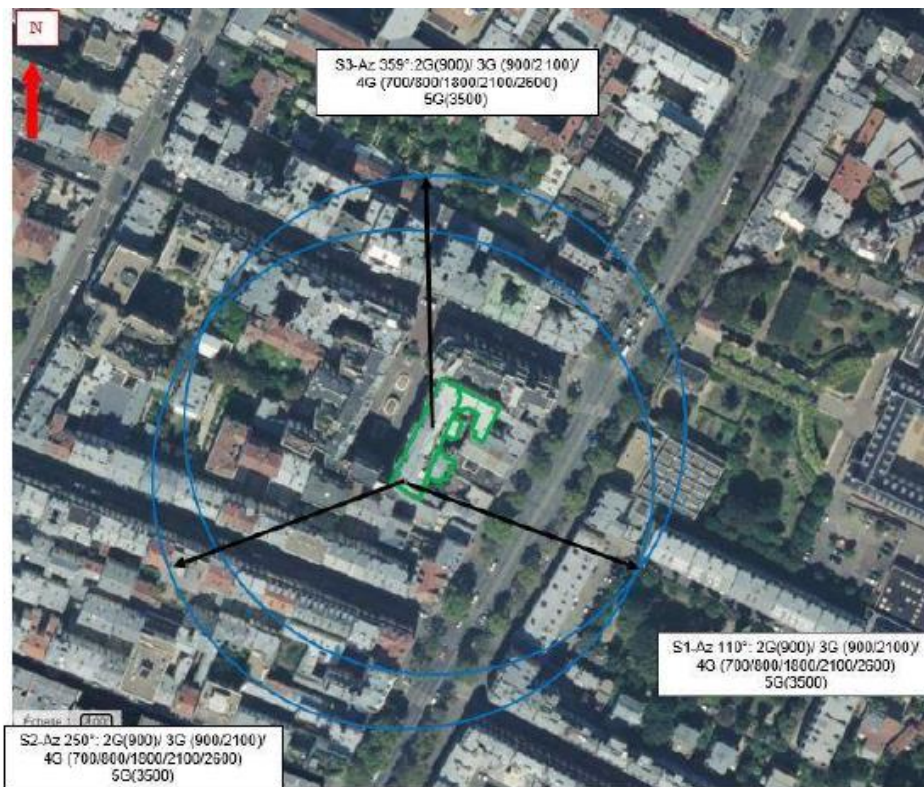 N
S3-Az 359°:2G(900)/ 3G (900/2100)/
4G (700/800/1800/2100/2600)
5G(3500)
S1-Az 110°: 2G(900)/ 3G (900/2100)/
4G (700/800/1800/2100/2600)
5G(3500)
S2-Az 250°: 2G(900)/ 3G (900/2100)/
4G (700/800/1800/2100/2600)
5G(3500)